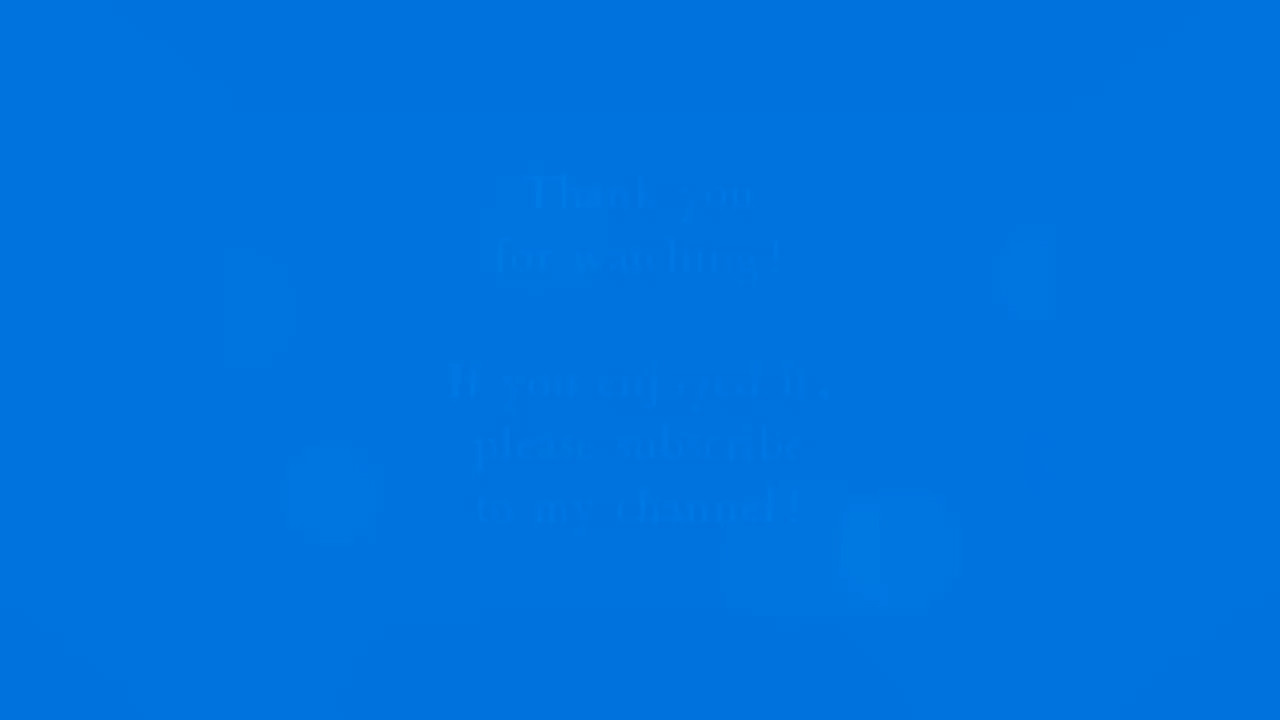 Thank you
for watching!
If you enjoyed it,
please subscribe
to my channel!